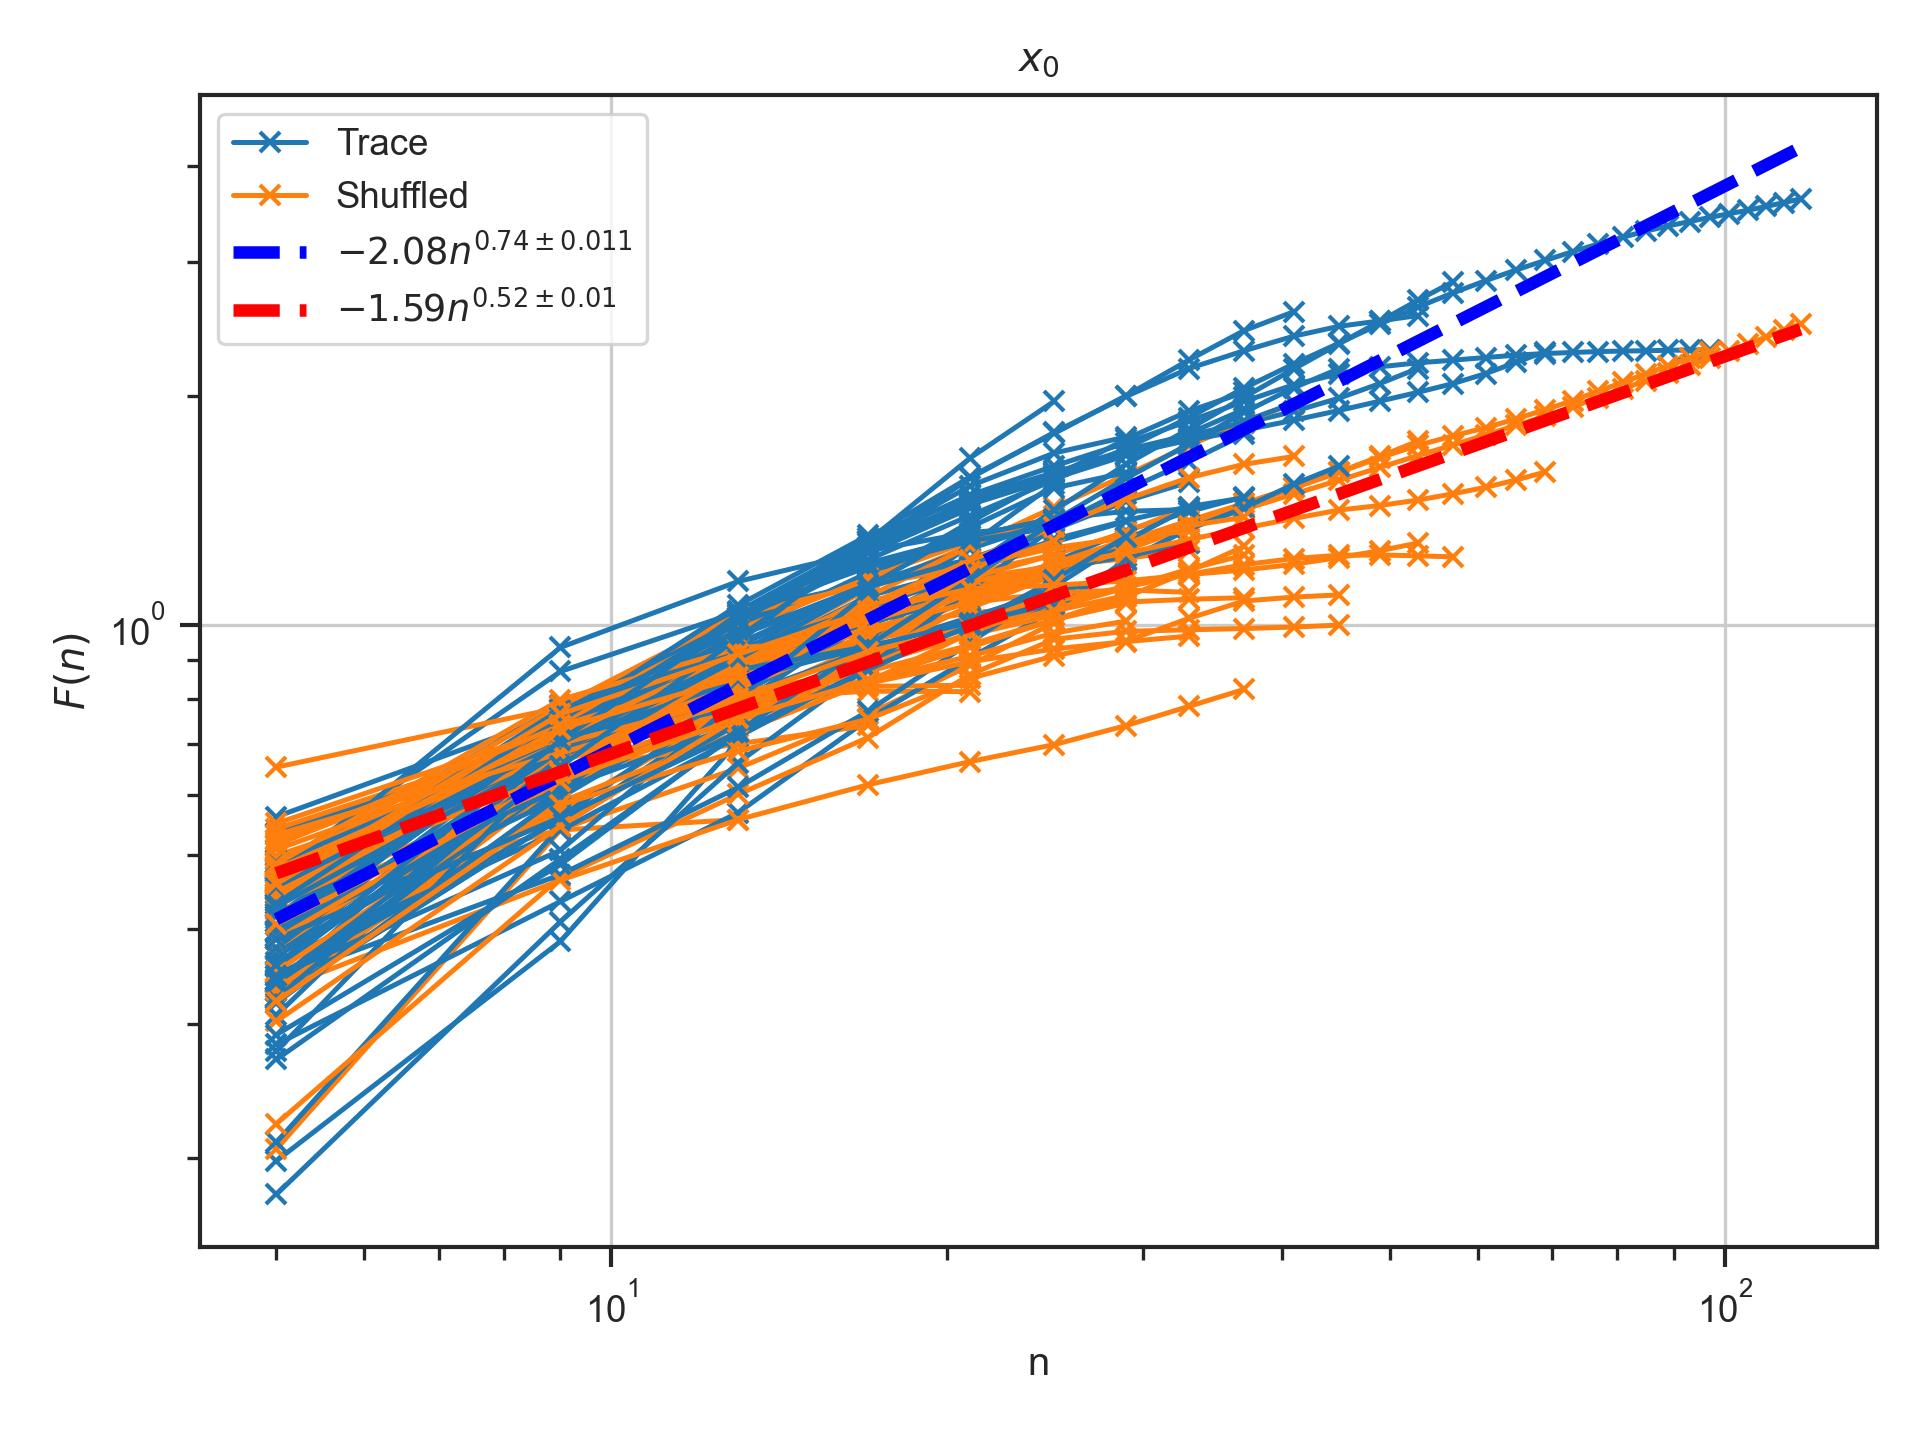 x₀
Trace
Shuffled
−2.08n^{0.74±0.011}
−1.59n^{0.52±0.01}
F(n)
10⁰
10¹
10²
n